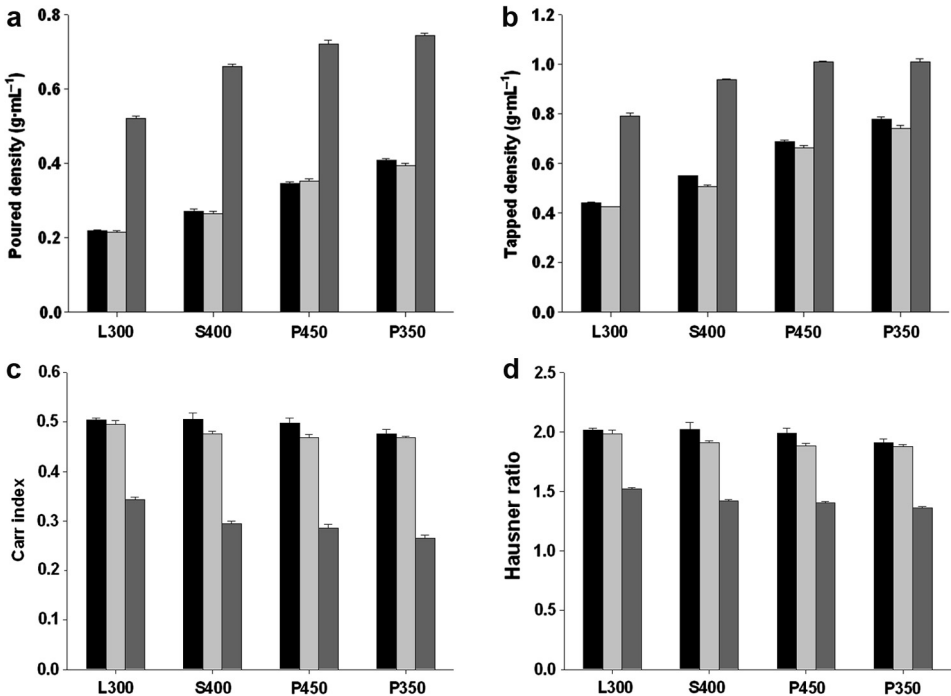 a
Poured density (g·mL⁻¹)
0.8
0.6
0.4
0.2
0.0
L300 S400 P450 P350
b
Tapped density (g·mL⁻¹)
1.2
1.0
0.8
0.6
0.4
0.2
0.0
L300 S400 P450 P350
c
Carr index
0.6
0.5
0.4
0.3
0.2
0.1
0.0
L300 S400 P450 P350
d
Hausner ratio
2.5
2.0
1.5
1.0
0.5
0.0
L300 S400 P450 P350